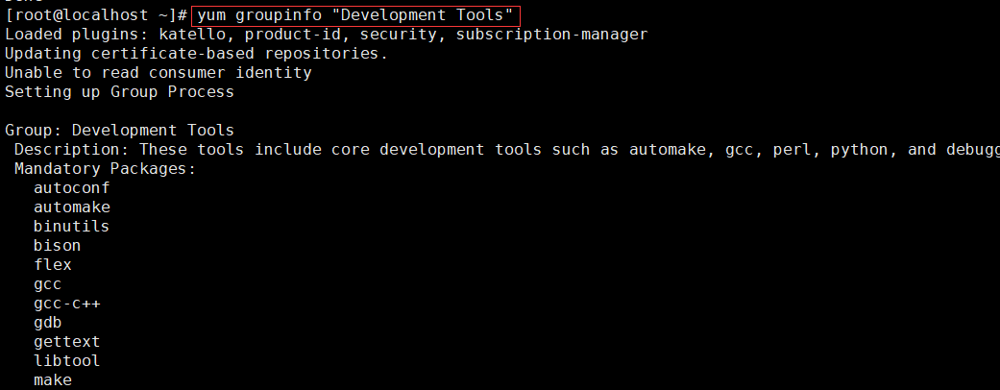 [root@localhost ~]# yum groupinfo "Development Tools"
Loaded plugins: katello, product-id, security, subscription-manager
Updating certificate-based repositories.
Unable to read consumer identity
Setting up Group Process
Group: Development Tools
Description: These tools include core development tools such as automake, gcc, perl, python, and debugg
Mandatory Packages:
autoconf
automake
binutils
bison
flex
gcc
gcc-c++
gdb
gettext
libtool
make